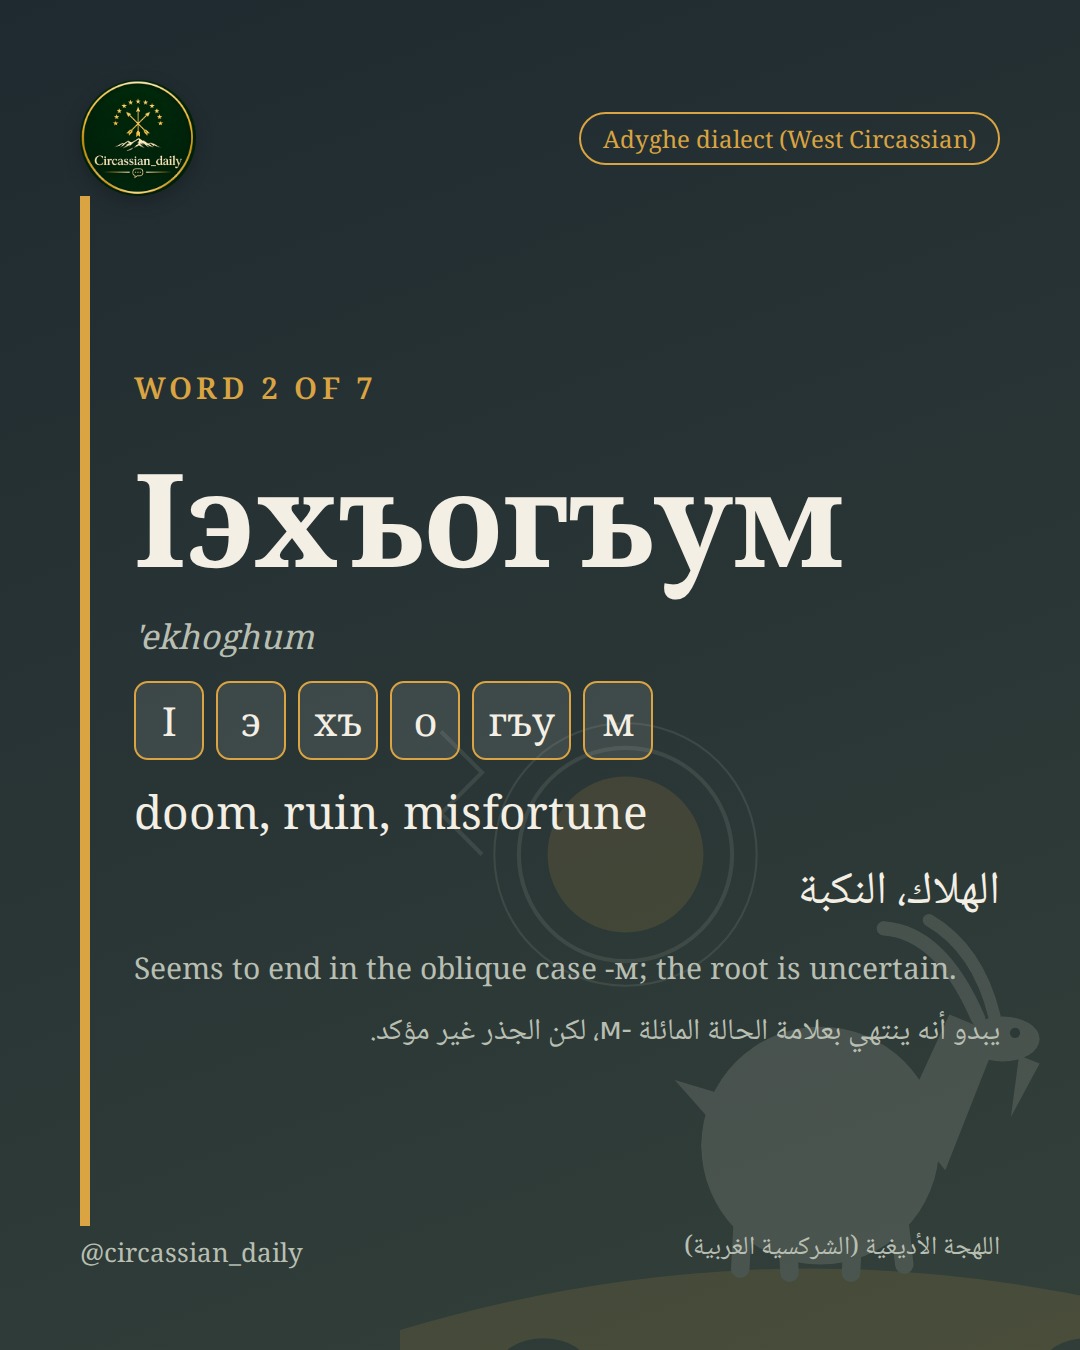 Circassian_daily
Adyghe dialect (West Circassian)
WORD 2 OF 7
Іэхъогъум
'ekhoghum
І э хъ о гъу м
doom, ruin, misfortune
الهلاك، النكبة
Seems to end in the oblique case -м; the root is uncertain.
يبدو أنه ينتهي بعلامة الحالة المائلة -м، لكن الجذر غير مؤكد.
@circassian_daily
اللهجة الأديغية (الشركسية الغربية)